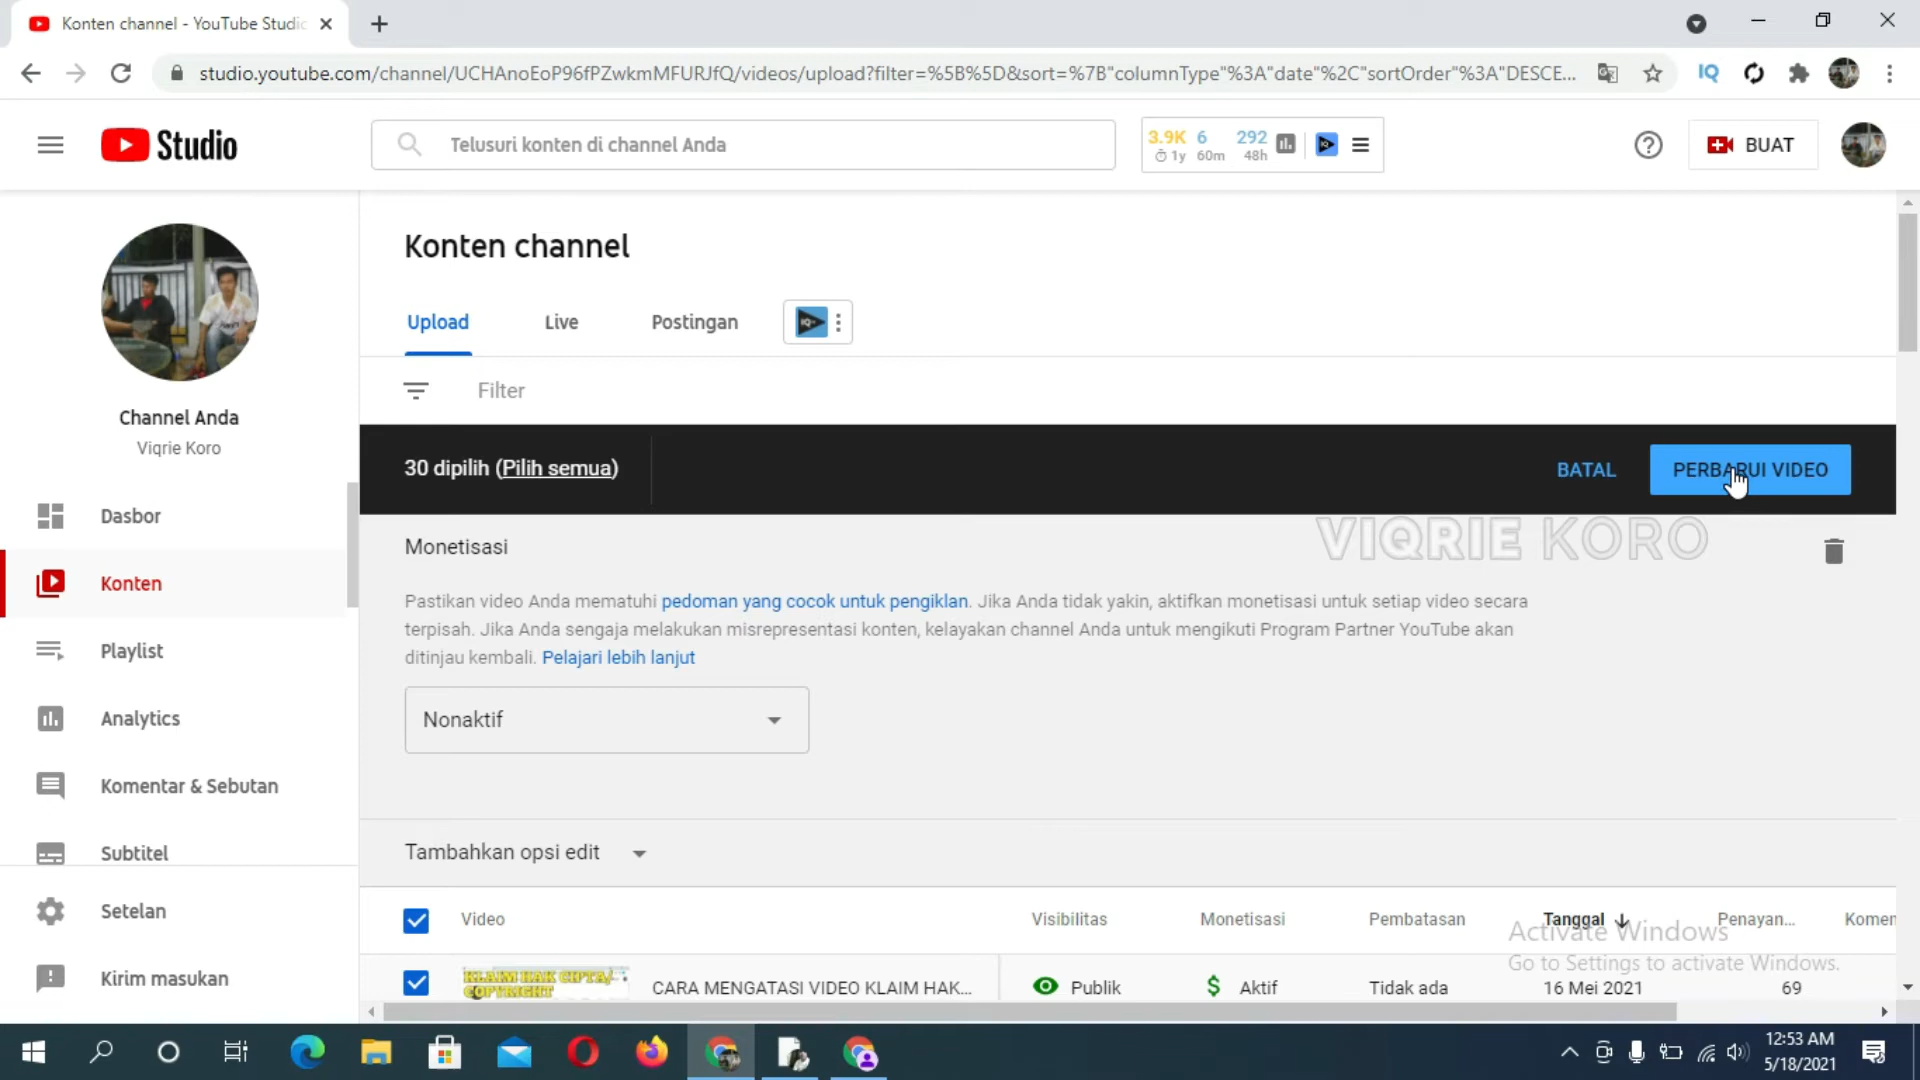 Konten channel - YouTube Studio
studio.youtube.com/channel/UCHAnoEoP96fPZwkmMFURJfQ/videos/upload?filter=%5B%5D&sort=%7B"columnType"%3A"date"%2C"sortOrder"%3A"DESCE...
IQ
Studio
Telusuri konten di channel Anda
3.9K 6 292
1y 60m 48h
BUAT
Konten channel
Upload Live Postingan
Filter
Channel Anda
Viqrie Koro
30 dipilih (Pilih semua)
BATAL
PERBARUI VIDEO
VIQRIE KORO
Monetisasi
Pastikan video Anda mematuhi pedoman yang cocok untuk pengiklan. Jika Anda tidak yakin, aktifkan monetisasi untuk setiap video secara
terpisah. Jika Anda sengaja melakukan misrepresentasi konten, kelayakan channel Anda untuk mengikuti Program Partner YouTube akan
ditinjau kembali. Pelajari lebih lanjut
Nonaktif
Tambahkan opsi edit
Dasbor
Konten
Playlist
Analytics
Komentar & Sebutan
Subtitel
Setelan
Kirim masukan
Video Visibilitas Monetisasi Pembatasan Tanggal Penayan... Komen
KLAIM HAK CIPTA/
COPYRIGHT
CARA MENGATASI VIDEO KLAIM HAK... Publik Aktif Tidak ada 16 Mei 2021 69
Activate Windows
Go to Settings to activate Windows.
12:53 AM
5/18/2021